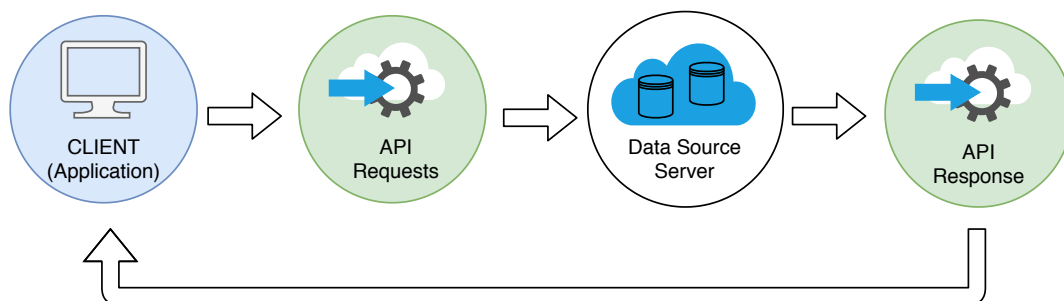 CLIENT
(Application)
API
Requests
Data Source
Server
API
Response